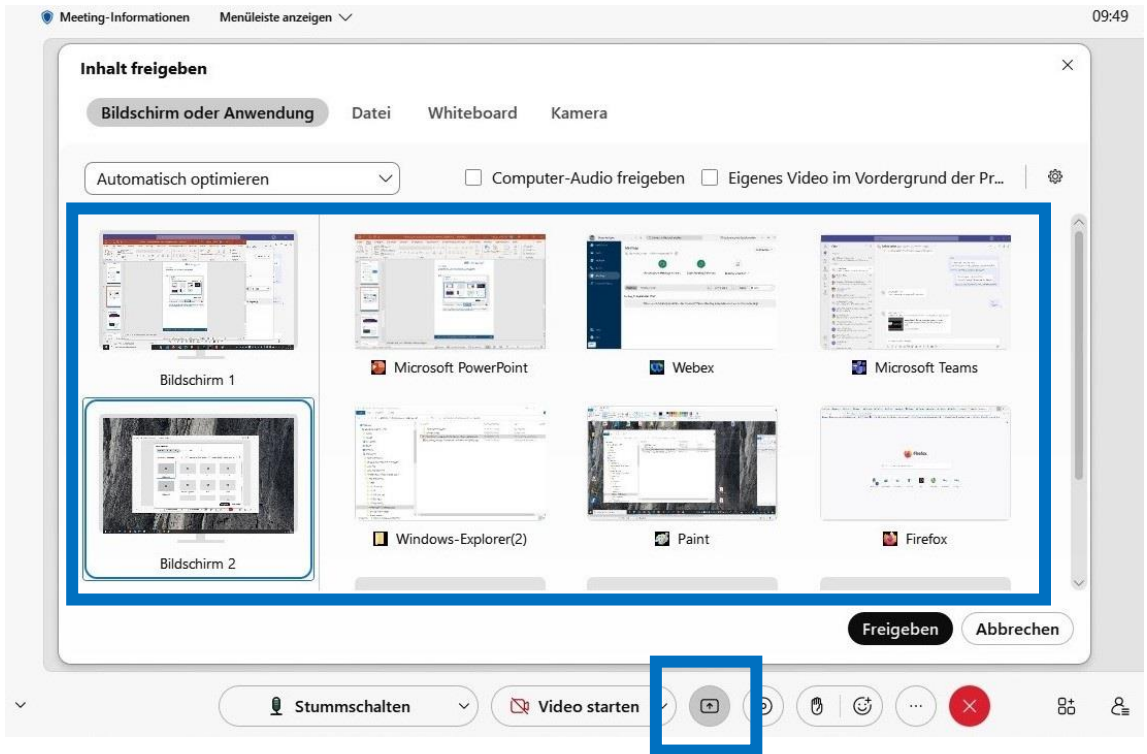 Meeting-Informationen Menüleiste anzeigen 09:49
Inhalt freigeben
Bildschirm oder Anwendung Datei Whiteboard Kamera
Automatisch optimieren Computer-Audio freigeben Eigenes Video im Vordergrund der Pr...
Bildschirm 1 Microsoft PowerPoint Webex Microsoft Teams
Bildschirm 2 Windows-Explorer(2) Paint Firefox
Freigeben Abbrechen
Stummschalten Video starten